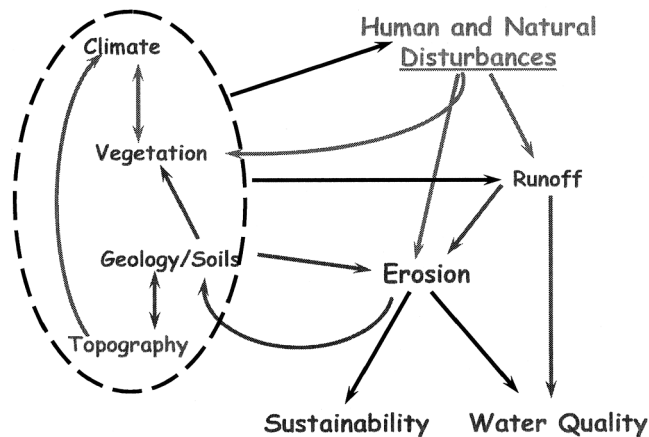 Human and Natural
Disturbances
Climate
Vegetation
Runoff
Geology/Soils
Erosion
Topography
Sustainability
Water Quality